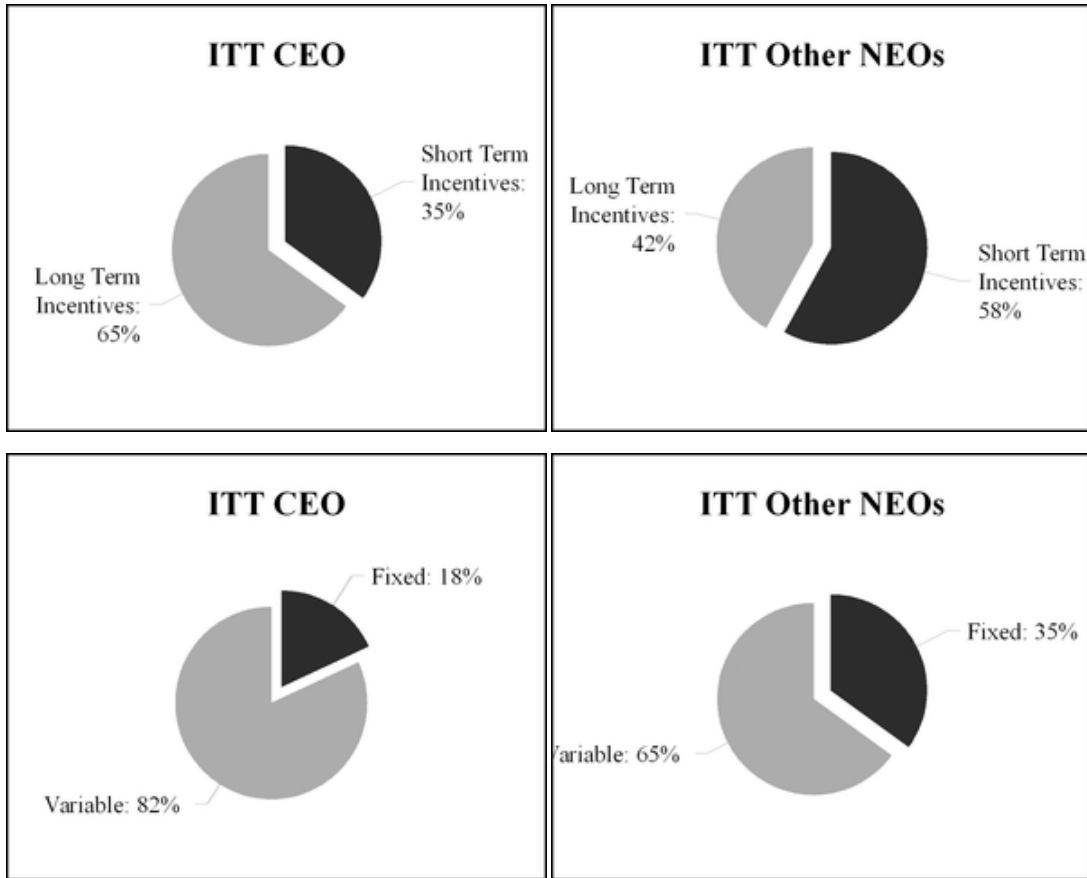 ITT CEO
Short Term
Incentives:
35%
Long Term
Incentives:
65%
ITT Other NEOs
Long Term
Incentives:
42%
Short Term
Incentives:
58%
ITT CEO
Fixed: 18%
Variable: 82%
ITT Other NEOs
Fixed: 35%
Variable: 65%